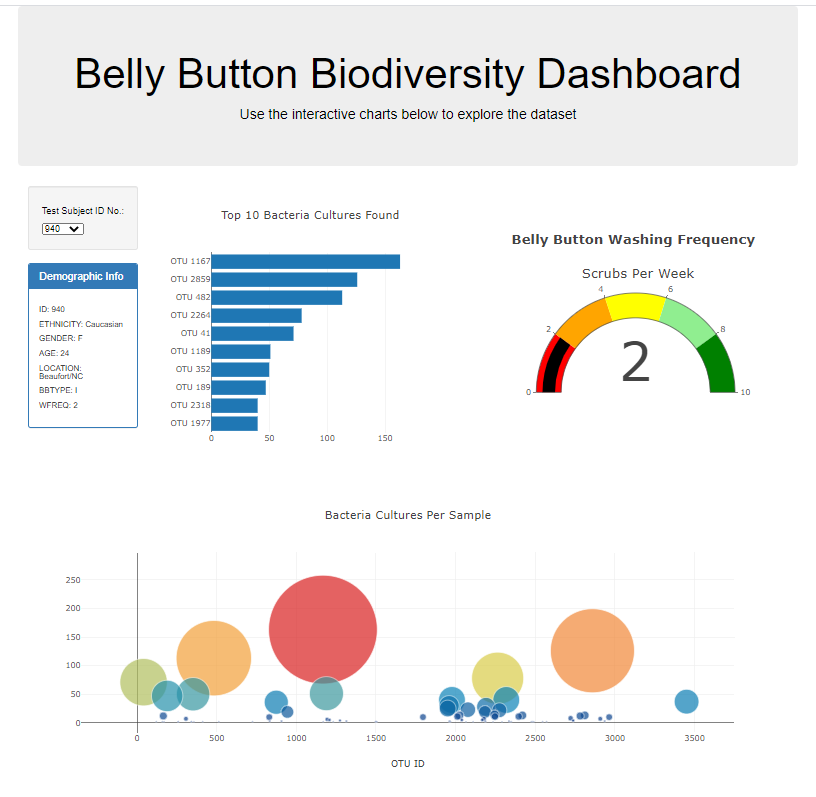 Belly Button Biodiversity Dashboard
Use the interactive charts below to explore the dataset
Test Subject ID No.:
940
Demographic Info
ID: 940
ETHNICITY: Caucasian
GENDER: F
AGE: 24
LOCATION:
Beaufort/NC
BBTYPE: I
WFREQ: 2
Top 10 Bacteria Cultures Found
OTU 1167
OTU 2859
OTU 482
OTU 2264
OTU 41
OTU 1189
OTU 352
OTU 189
OTU 2318
OTU 1977
0 50 100 150
Belly Button Washing Frequency
Scrubs Per Week
0 2 4 6 8 10
2
Bacteria Cultures Per Sample
250
200
150
100
50
0
0 500 1000 1500 2000 2500 3000 3500
OTU ID